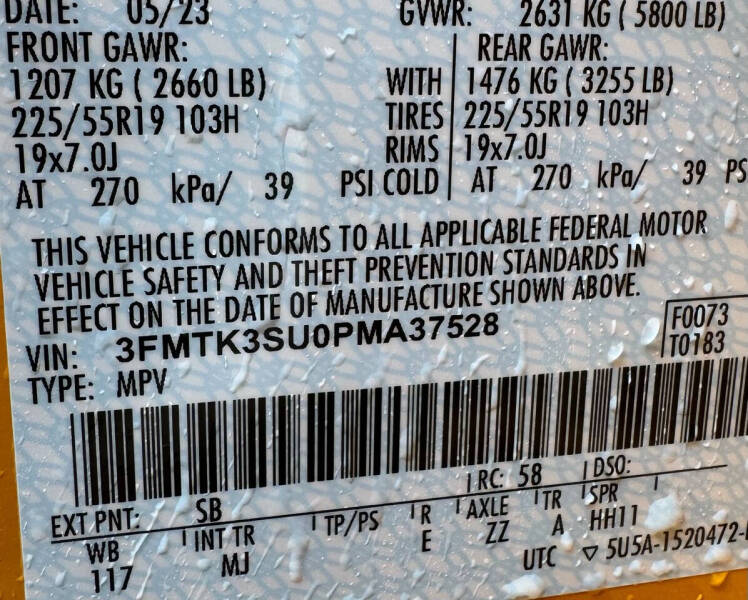 DATE: 05/23 GVWR: 2631 KG ( 5800 LB)
FRONT GAWR: REAR GAWR:
1207 KG ( 2660 LB) WITH 1476 KG ( 3255 LB)
225/55R19 103H TIRES 225/55R19 103H
19x7.0J RIMS 19x7.0J
AT 270 kPa/ 39 PSI COLD AT 270 kPa/ 39 PS
THIS VEHICLE CONFORMS TO ALL APPLICABLE FEDERAL MOTOR
VEHICLE SAFETY AND THEFT PREVENTION STANDARDS IN
EFFECT ON THE DATE OF MANUFACTURE SHOWN ABOVE.
VIN: 3FMTK3SU0PMA37528 F0073
TYPE: MPV T0183
RC: 58 DSO:
EXT PNT: SB
WB INT TR TP/PS R AXLE TR SPR
117 MJ E ZZ A HH11
UTC ▽ 5U5A-1520472-